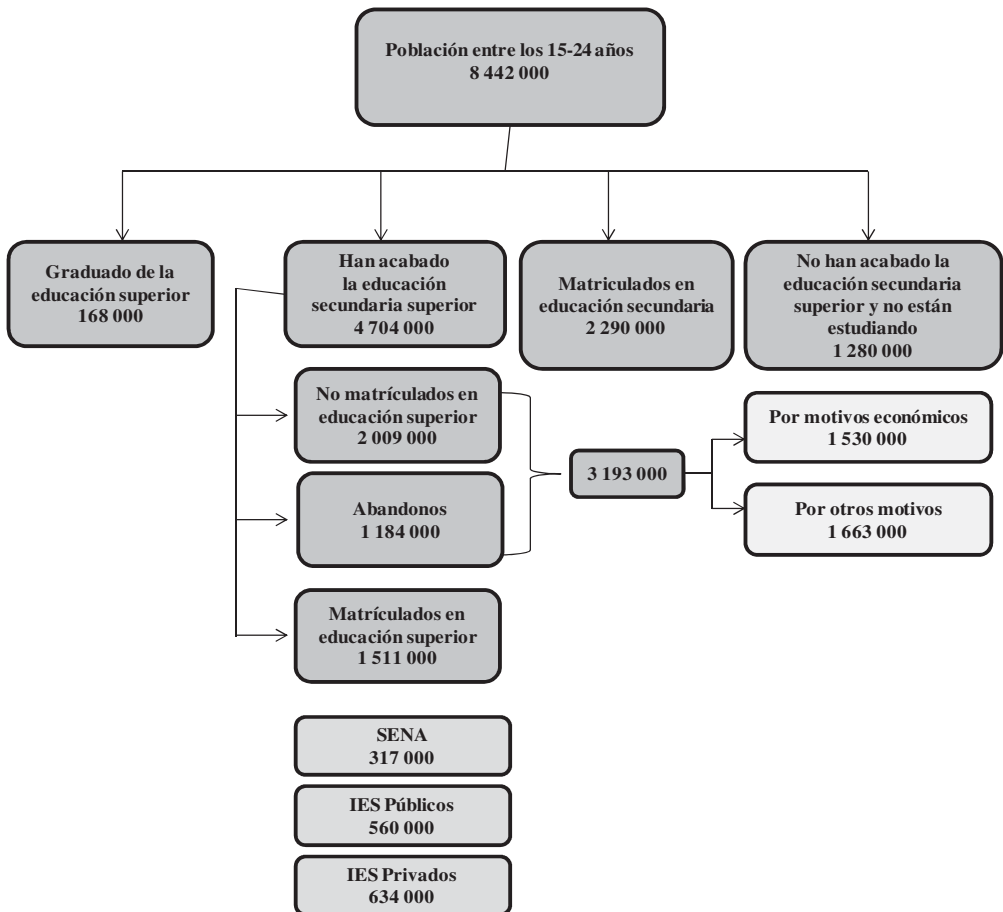 Población entre los 15-24 años
8 442 000
Graduado de la
educación superior
168 000
Han acabado
la educación
secundaria superior
4 704 000
Matriculados en
educación secundaria
2 290 000
No han acabado la
educación secundaria
superior y no están
estudiando
1 280 000
No matrículados en
educación superior
2 009 000
Abandonos
1 184 000
3 193 000
Por motivos económicos
1 530 000
Por otros motivos
1 663 000
Matrículados en
educación superior
1 511 000
SENA
317 000
IES Públicos
560 000
IES Privados
634 000